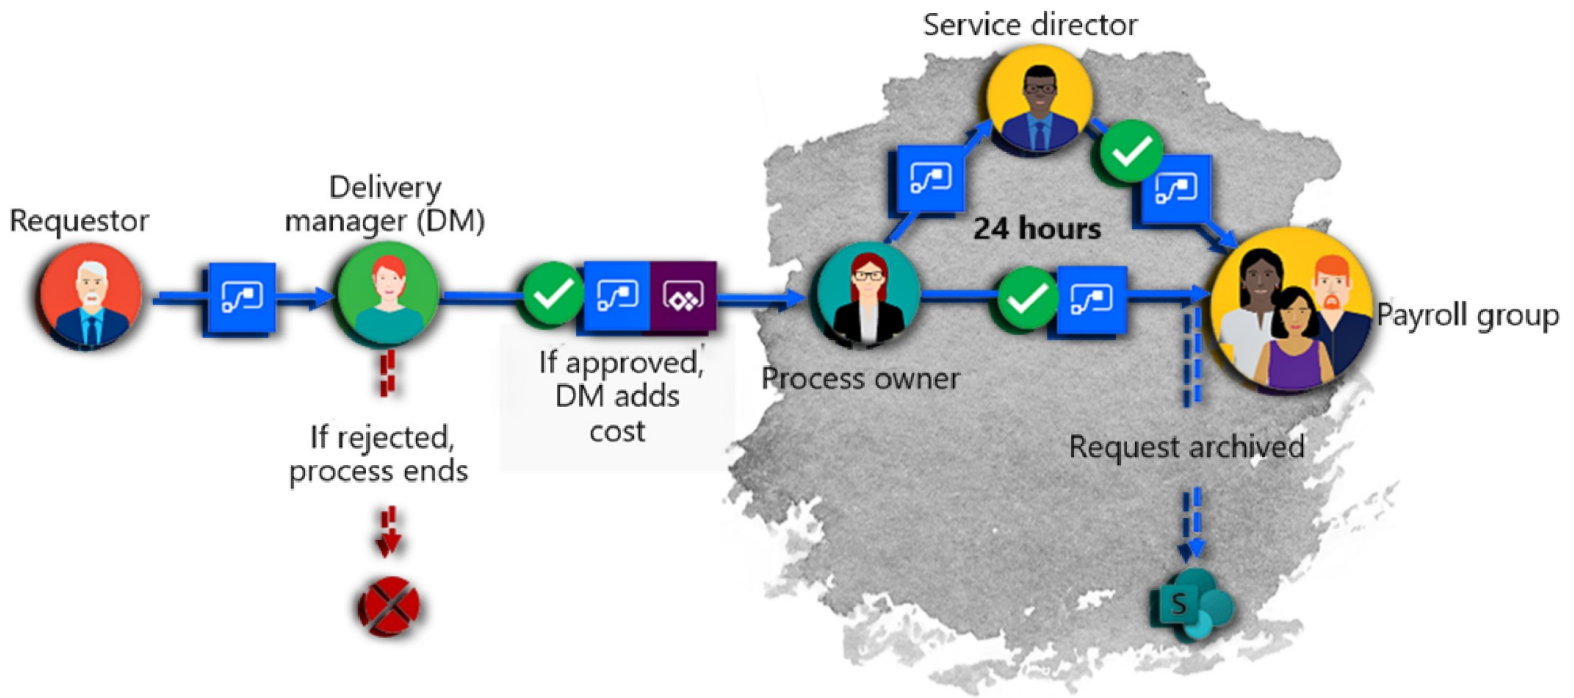 Service director
Delivery
manager (DM)
Requestor
24 hours
Payroll group
If approved,
DM adds
cost
Process owner
If rejected,
process ends
Request archived
S